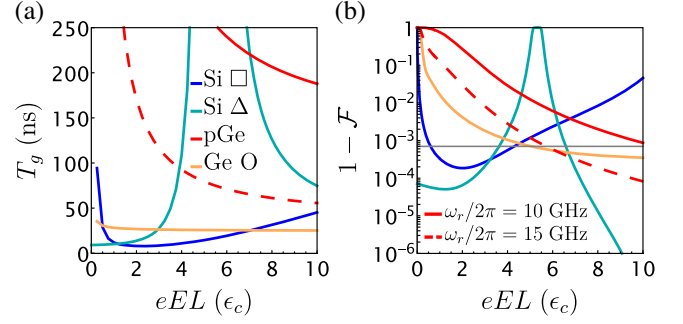 (a)
250
200
150
100
50
0
T_g (ns)
Si □
Si Δ
pGe
Ge O
0 2 4 6 8 10
eEL (ϵ_c)
(b)
1
10⁻¹
10⁻²
10⁻³
10⁻⁴
10⁻⁵
10⁻⁶
1 − ℱ
ω_r/2π = 10 GHz
ω_r/2π = 15 GHz
0 2 4 6 8 10
eEL (ϵ_c)